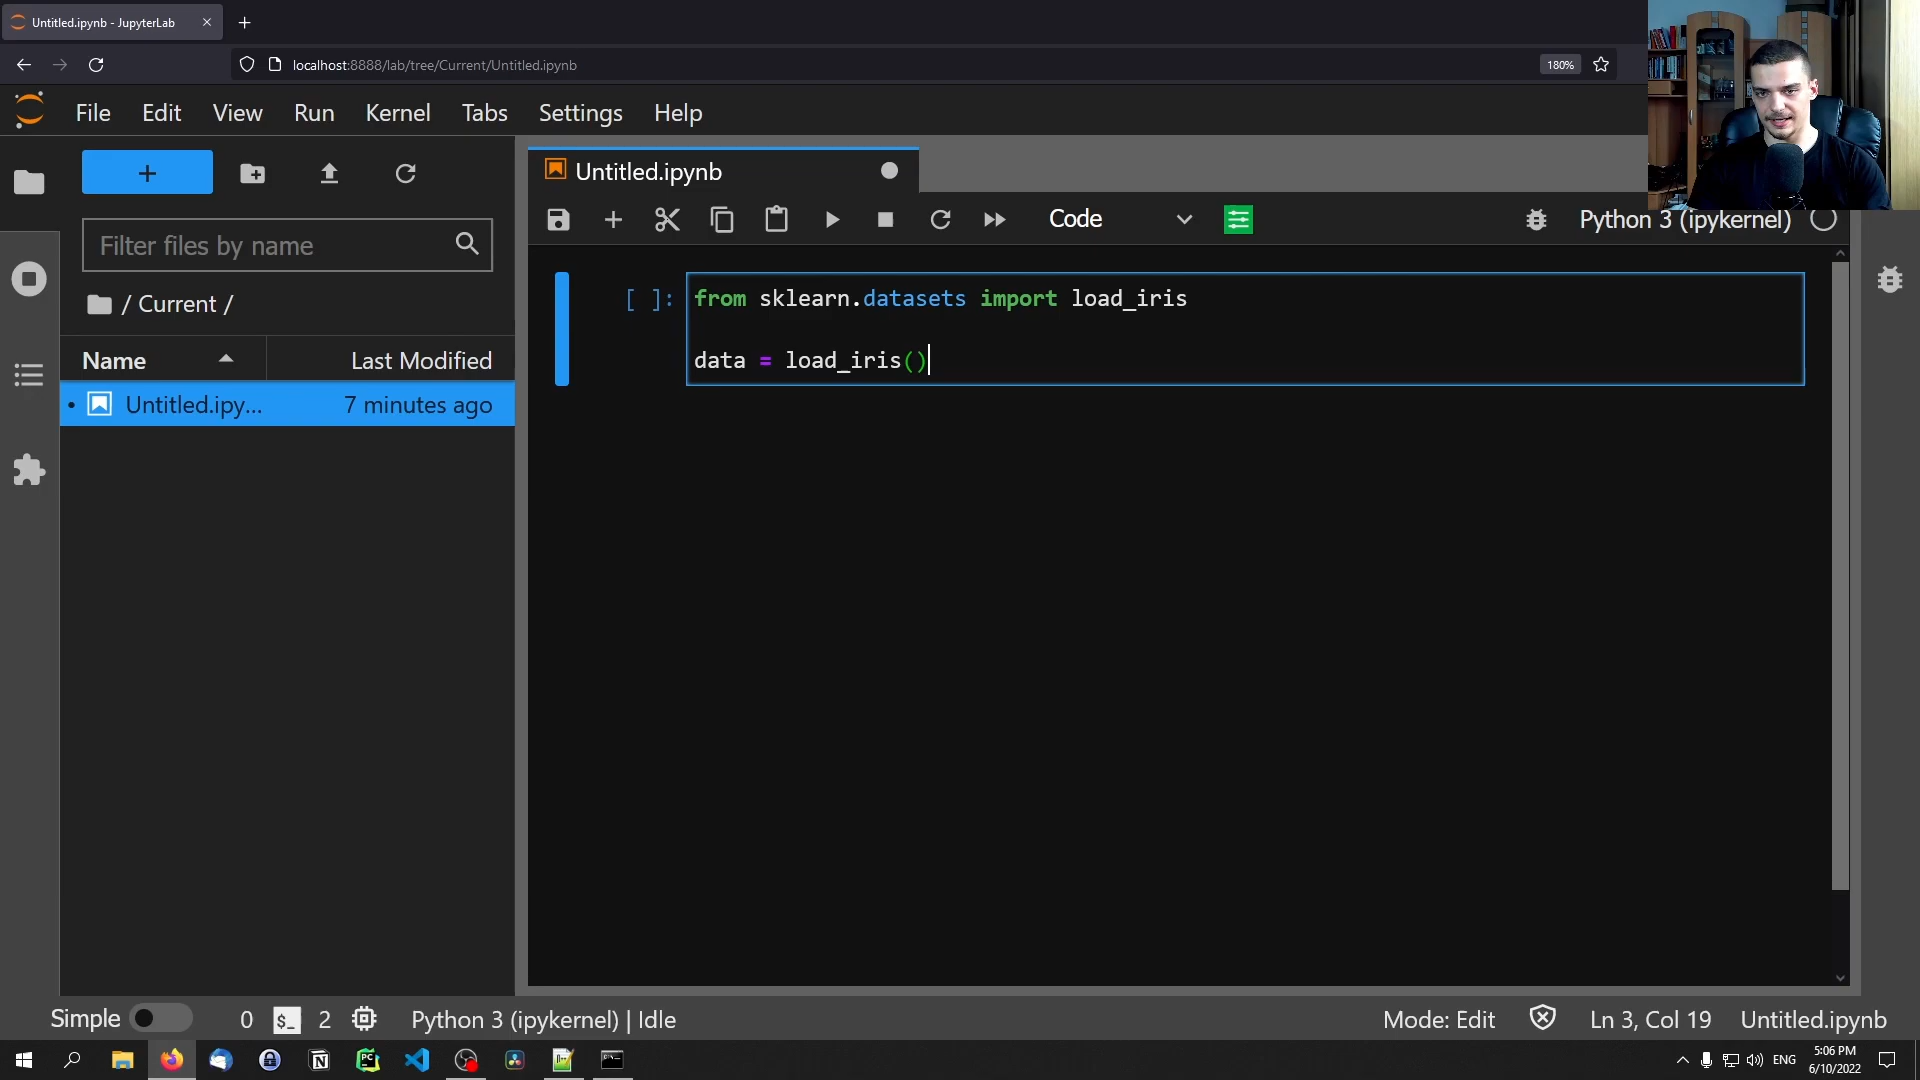 Untitled.ipynb - JupyterLab
localhost:8888/lab/tree/Current/Untitled.ipynb
180%
File Edit View Run Kernel Tabs Settings Help
Untitled.ipynb
Code
Python 3 (ipykernel)
Filter files by name
/ Current /
Name Last Modified
Untitled.ipy... 7 minutes ago
[ ]: from sklearn.datasets import load_iris
data = load_iris()
Simple 0 $_ 2 Python 3 (ipykernel) | Idle Mode: Edit Ln 3, Col 19 Untitled.ipynb
PC
ENG
5:06 PM
6/10/2022